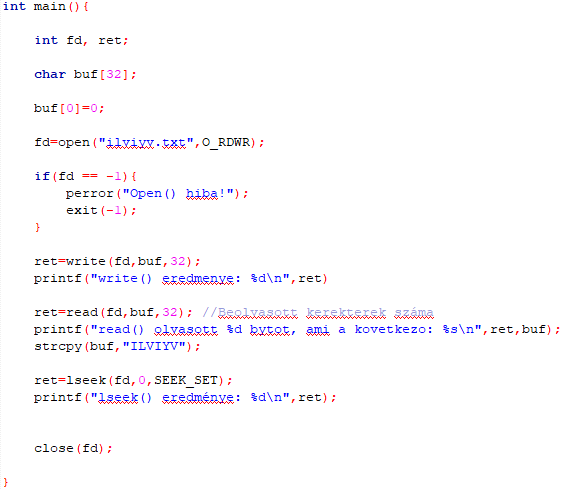 int main(){
int fd, ret;
char buf[32];
buf[0]=0;
fd=open("ilviyv.txt",O_RDWR);
if(fd == -1){
perror("Open() hiba!");
exit(-1);
}
ret=write(fd,buf,32);
printf("write() eredmenye: %d\n",ret)
ret=read(fd,buf,32); //Beolvasott kerekterek száma
printf("read() olvasott %d bytot, ami a kovetkezo: %s\n",ret,buf);
strcpy(buf,"ILVIYV");
ret=lseek(fd,0,SEEK_SET);
printf("lseek() eredménye: %d\n",ret);
close(fd);
}